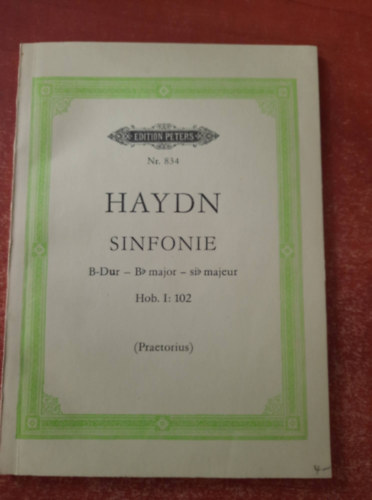 EDITION PETERS
Nr. 834
HAYDN
SINFONIE
B-Dur – B♭ major – si♭ majeur
Hob. I: 102
(Praetorius)